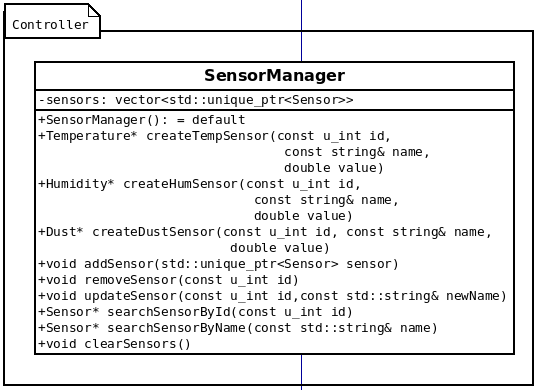 Controller
SensorManager
-sensors: vector<std::unique_ptr<Sensor>>
+SensorManager(): = default
+Temperature* createTempSensor(const u_int id,
const string& name,
double value)
+Humidity* createHumSensor(const u_int id,
const string& name,
double value)
+Dust* createDustSensor(const u_int id, const string& name,
double value)
+void addSensor(std::unique_ptr<Sensor> sensor)
+void removeSensor(const u_int id)
+void updateSensor(const u_int id,const std::string& newName)
+Sensor* searchSensorById(const u_int id)
+Sensor* searchSensorByName(const std::string& name)
+void clearSensors()